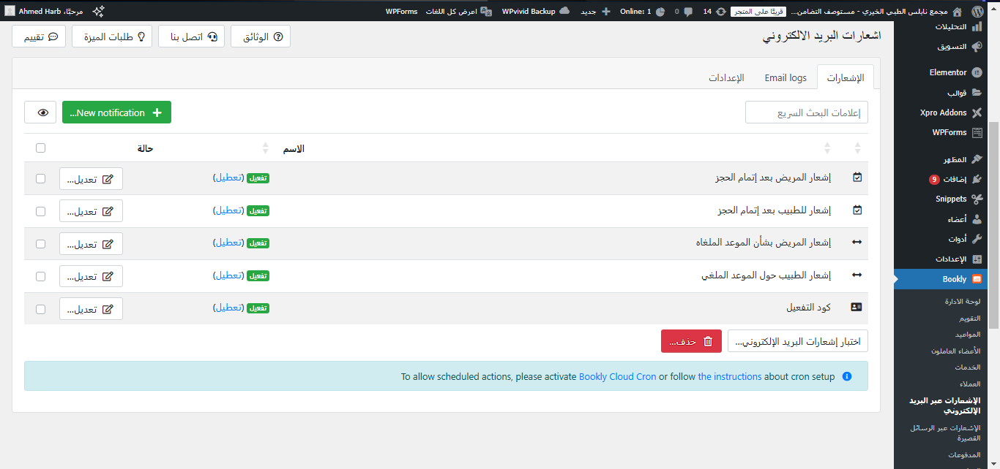 مجمع نابلس الطبي الخيري - مستوصف التضامن...
قريبًا على المتجر
14
0
Online: 1
جديد
WPvivid Backup
اعرض كل اللغات
WPForms
مرحبًا، Ahmed Harb
التحليلات
التسويق
Elementor
قوالب
Xpro Addons
WPForms
المظهر
إضافات 9
Snippets
أعضاء
أدوات
الإعدادات
Bookly
لوحة الادارة
التقويم
المواعيد
الأعضاء العاملون
الخدمات
العملاء
الإشعارات عبر البريد
الإلكتروني
الإشعارات عبر الرسائل
القصيرة
المدفوعات
اشعارات البريد الالكتروني
الوثائق
اتصل بنا
طلبات الميزة
تقييم
الإشعارات
Email logs
الإعدادات
إعلامات البحث السريع
New notification...
الاسم
حالة
إشعار المريض بعد إتمام الحجز
تفعيل (تعطيل)
تعديل...
إشعار للطبيب بعد إتمام الحجز
تفعيل (تعطيل)
تعديل...
إشعار المريض بشأن الموعد الملغاه
تفعيل (تعطيل)
تعديل...
إشعار الطبيب حول الموعد الملغي
تفعيل (تعطيل)
تعديل...
كود التفعيل
تفعيل (تعطيل)
تعديل...
اختبار إشعارات البريد الإلكتروني...
حذف...
To allow scheduled actions, please activate Bookly Cloud Cron or follow the instructions about cron setup